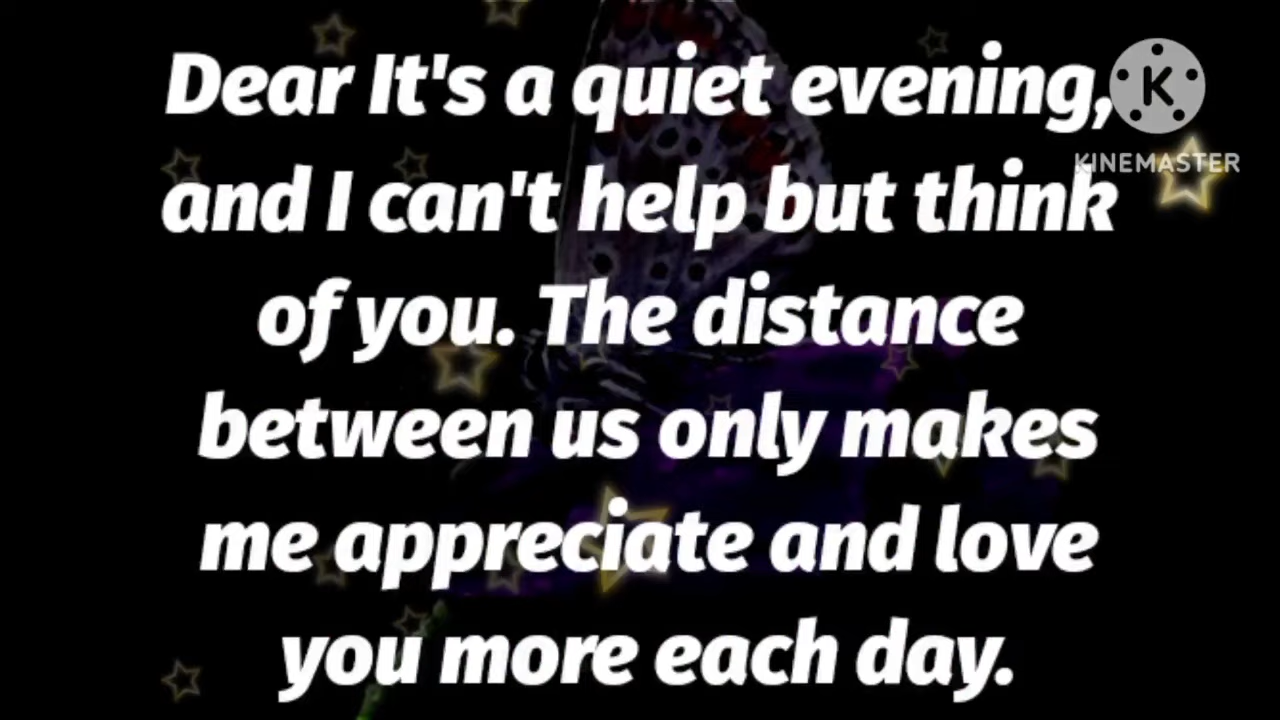 Dear It's a quiet evening,
and I can't help but think
of you. The distance
between us only makes
me appreciate and love
you more each day.
K
KINEMASTER